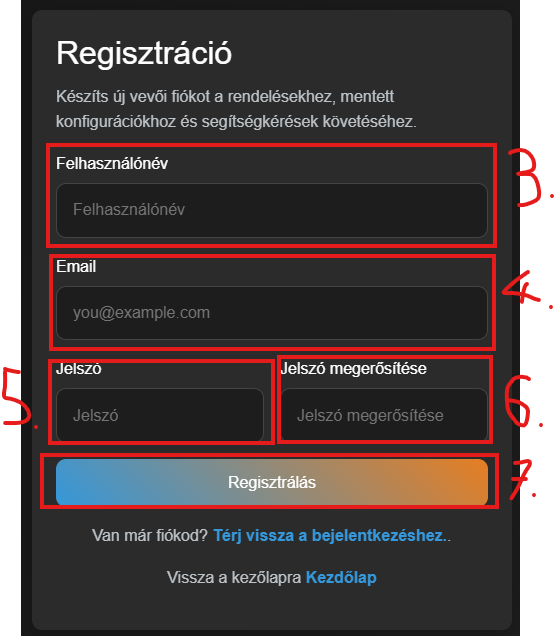 Regisztráció
Készíts új vevői fiókot a rendelésekhez, mentett
konfigurációkhoz és segítségkérések követéséhez.
Felhasználónév
Felhasználónév
3.
Email
you@example.com
4.
Jelszó
Jelszó megerősítése
5.
Jelszó
Jelszó megerősítése
6.
Regisztrálás
7.
Van már fiókod? Térj vissza a bejelentkezéshez..
Vissza a kezőlapra Kezdőlap